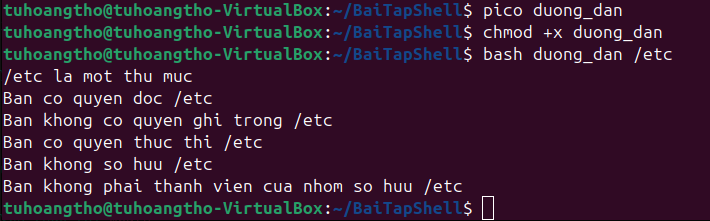 tuhoangtho@tuhoangtho-VirtualBox:~/BaiTapShell$ pico duong_dan
tuhoangtho@tuhoangtho-VirtualBox:~/BaiTapShell$ chmod +x duong_dan
tuhoangtho@tuhoangtho-VirtualBox:~/BaiTapShell$ bash duong_dan /etc
/etc la mot thu muc
Ban co quyen doc /etc
Ban khong co quyen ghi trong /etc
Ban co quyen thuc thi /etc
Ban khong so huu /etc
Ban khong phai thanh vien cua nhom so huu /etc
tuhoangtho@tuhoangtho-VirtualBox:~/BaiTapShell$